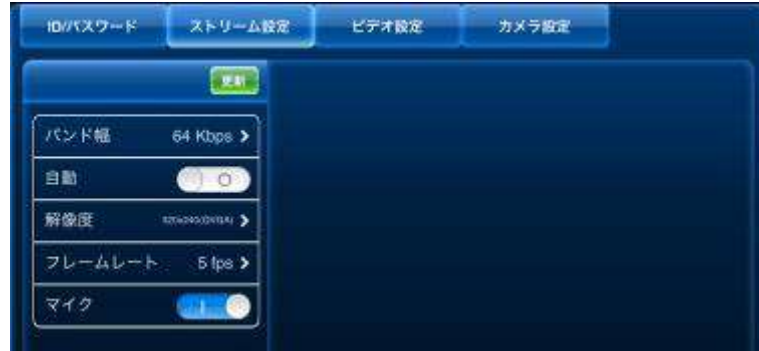 ID/パスワード ストリーム設定 ビデオ設定 カメラ設定
更新
バンド幅 64 Kbps
自動
解像度 320x240(QVGA)
フレームレート 5 fps
マイク